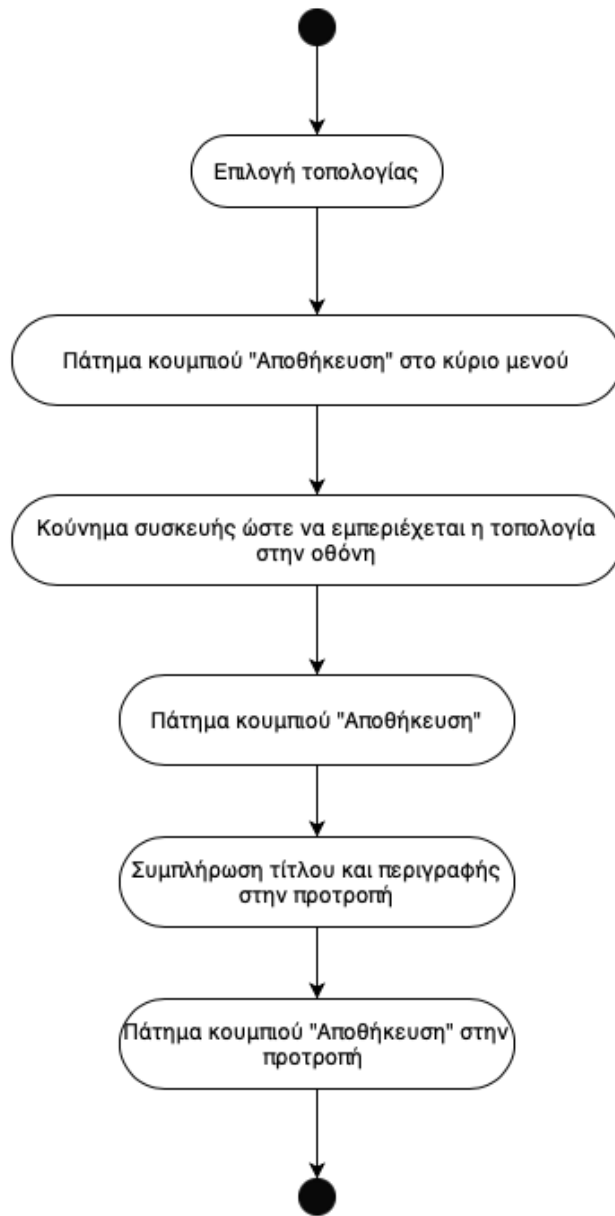 Επιλογή τοπολογίας
Πάτημα κουμπιού "Αποθήκευση" στο κύριο μενού
Κούνημα συσκευής ώστε να εμπεριέχεται η τοπολογία
στην οθόνη
Πάτημα κουμπιού "Αποθήκευση"
Συμπλήρωση τίτλου και περιγραφής
στην προτροπή
Πάτημα κουμπιού "Αποθήκευση" στην
προτροπή